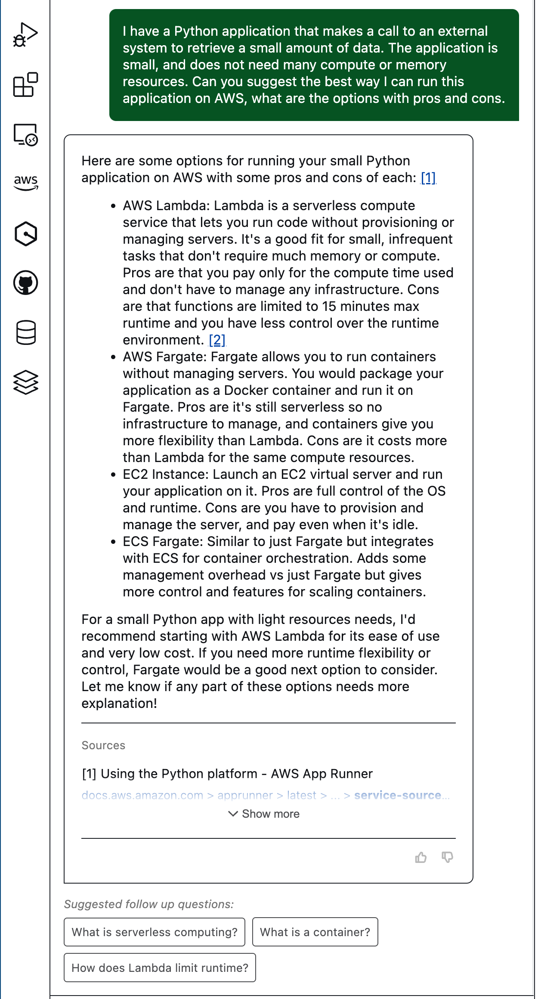 I have a Python application that makes a call to an external
system to retrieve a small amount of data. The application is
small, and does not need many compute or memory
resources. Can you suggest the best way I can run this
application on AWS, what are the options with pros and cons.
aws
Here are some options for running your small Python
application on AWS with some pros and cons of each: [1]
• AWS Lambda: Lambda is a serverless compute
service that lets you run code without provisioning or
managing servers. It's a good fit for small, infrequent
tasks that don't require much memory or compute.
Pros are that you pay only for the compute time used
and don't have to manage any infrastructure. Cons
are that functions are limited to 15 minutes max
runtime and you have less control over the runtime
environment. [2]
• AWS Fargate: Fargate allows you to run containers
without managing servers. You would package your
application as a Docker container and run it on
Fargate. Pros are it's still serverless so no
infrastructure to manage, and containers give you
more flexibility than Lambda. Cons are it costs more
than Lambda for the same compute resources.
• EC2 Instance: Launch an EC2 virtual server and run
your application on it. Pros are full control of the OS
and runtime. Cons are you have to provision and
manage the server, and pay even when it's idle.
• ECS Fargate: Similar to just Fargate but integrates
with ECS for container orchestration. Adds some
management overhead vs just Fargate but gives
more control and features for scaling containers.
For a small Python app with light resources needs, I'd
recommend starting with AWS Lambda for its ease of use
and very low cost. If you need more runtime flexibility or
control, Fargate would be a good next option to consider.
Let me know if any part of these options needs more
explanation!
Sources
[1] Using the Python platform - AWS App Runner
docs.aws.amazon.com > apprunner > latest > ... > service-source...
Show more
Suggested follow up questions:
What is serverless computing?
What is a container?
How does Lambda limit runtime?